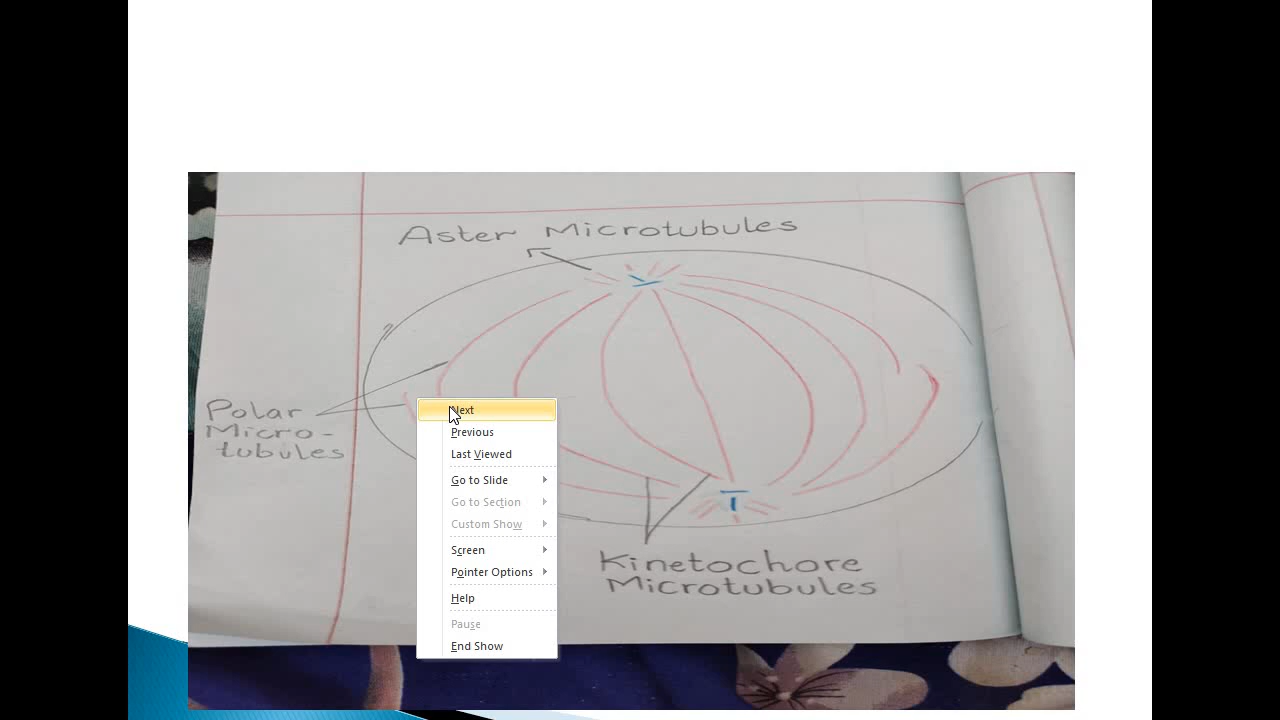 Aster Microtubules
Polar
Micro-
tubules
Next
Previous
Last Viewed
Go to Slide
Go to Section
Custom Show
Screen
Pointer Options
Help
Pause
End Show
Kinetochore
Microtubules